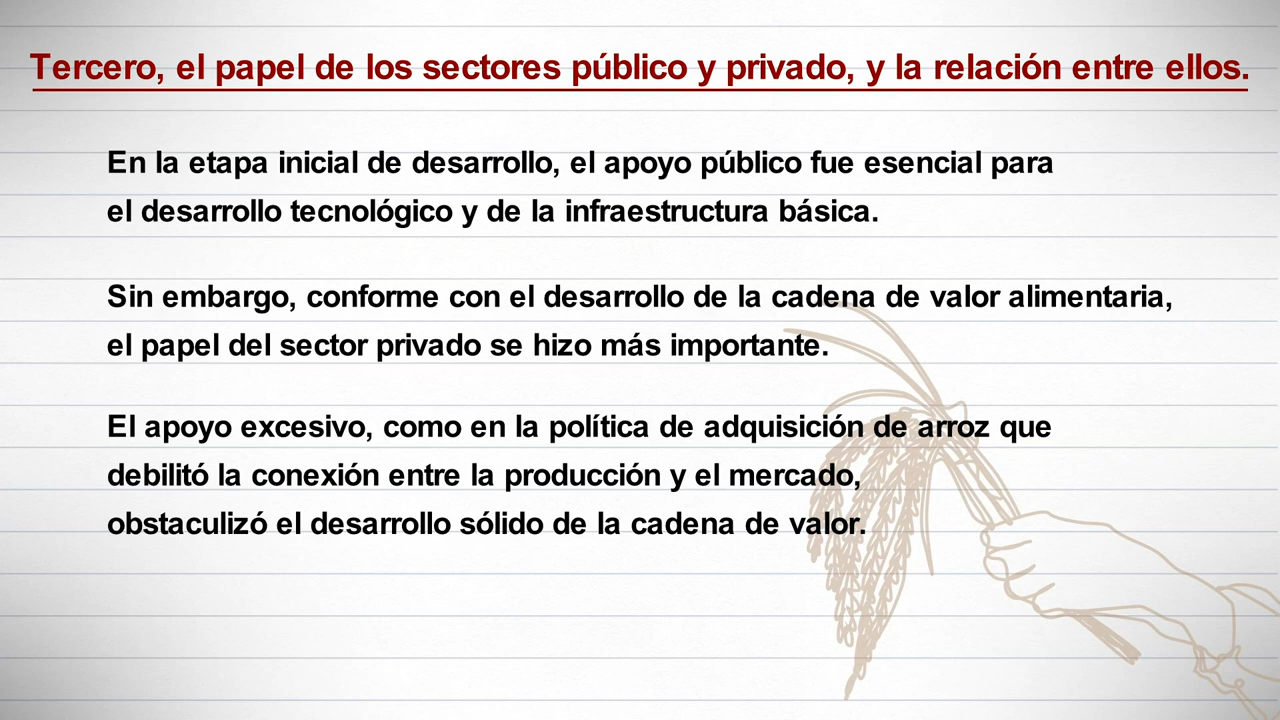 Tercero, el papel de los sectores público y privado, y la relación entre ellos.
En la etapa inicial de desarrollo, el apoyo público fue esencial para
el desarrollo tecnológico y de la infraestructura básica.
Sin embargo, conforme con el desarrollo de la cadena de valor alimentaria,
el papel del sector privado se hizo más importante.
El apoyo excesivo, como en la política de adquisición de arroz que
debilitó la conexión entre la producción y el mercado,
obstaculizó el desarrollo sólido de la cadena de valor.